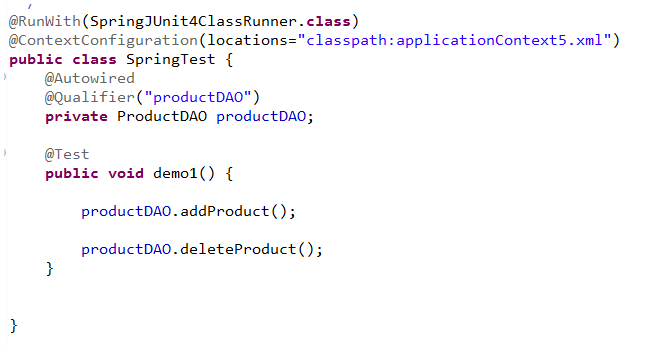 @RunWith(SpringJUnit4ClassRunner.class)
@ContextConfiguration(locations="classpath:applicationContext5.xml")
public class SpringTest {
@Autowired
@Qualifier("productDAO")
private ProductDAO productDAO;
@Test
public void demo1() {
productDAO.addProduct();
productDAO.deleteProduct();
}
}